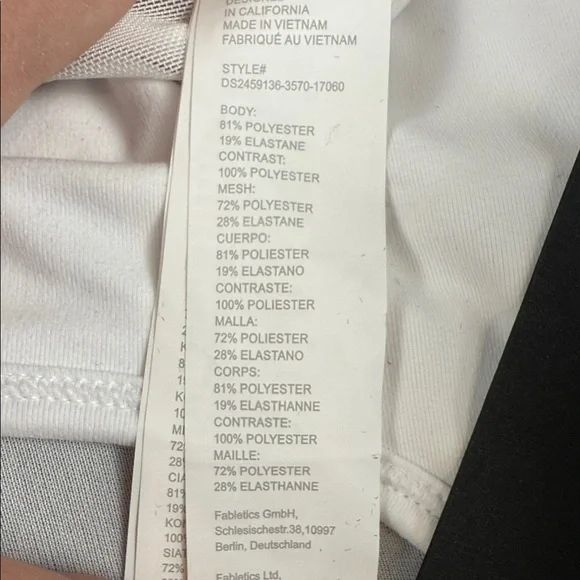 DESIGNED
IN CALIFORNIA
MADE IN VIETNAM
FABRIQUÉ AU VIETNAM
STYLE#
DS2459136-3570-17060
BODY:
81% POLYESTER
19% ELASTANE
CONTRAST:
100% POLYESTER
MESH:
72% POLYESTER
28% ELASTANE
CUERPO:
81% POLIESTER
19% ELASTANO
CONTRASTE:
100% POLIESTER
MALLA:
72% POLIESTER
28% ELASTANO
CORPS:
81% POLYESTER
19% ELASTHANNE
CONTRASTE:
100% POLYESTER
MAILLE:
72% POLYESTER
28% ELASTHANNE
Fabletics GmbH,
Schlesischestr.38,10997
Berlin, Deutschland
Fabletics Ltd.